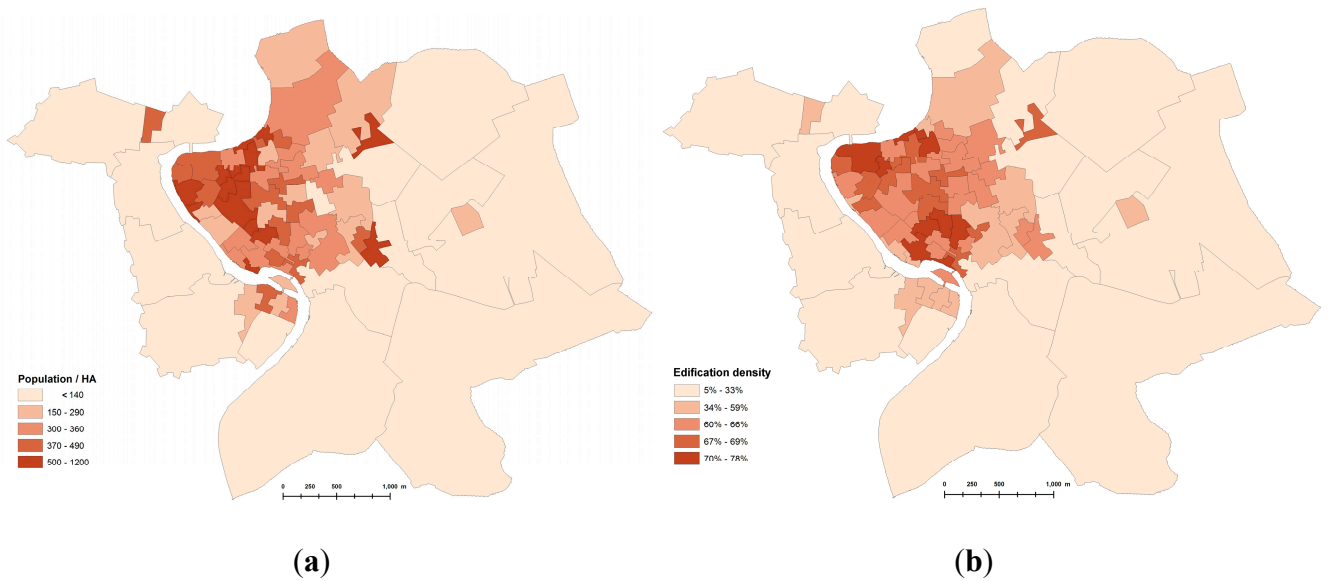 Population / HA
< 140
150 - 290
300 - 360
370 - 490
500 - 1200
0 250 500 1,000 m
Edification density
5% - 33%
34% - 59%
60% - 66%
67% - 69%
70% - 78%
0 250 500 1,000 m
(a)
(b)